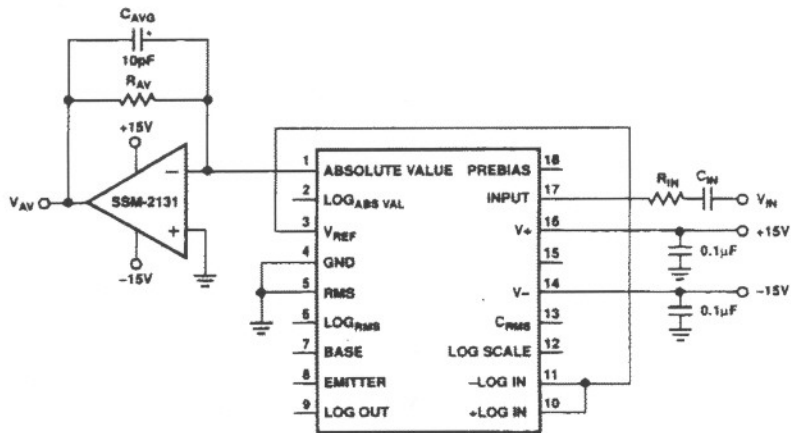 CAVG
+
10pF
RAV
+15V
−
VAV
SSM-2131
+
−15V
1 ABSOLUTE VALUE
2 LOGABS VAL
3 VREF
4 GND
5 RMS
6 LOGRMS
7 BASE
8 EMITTER
9 LOG OUT
PREBIAS 18
INPUT 17
V+ 16
15
V− 14
CRMS 13
LOG SCALE 12
−LOG IN 11
+LOG IN 10
RIN
CIN
VIN
+15V
0.1µF
−15V
0.1µF